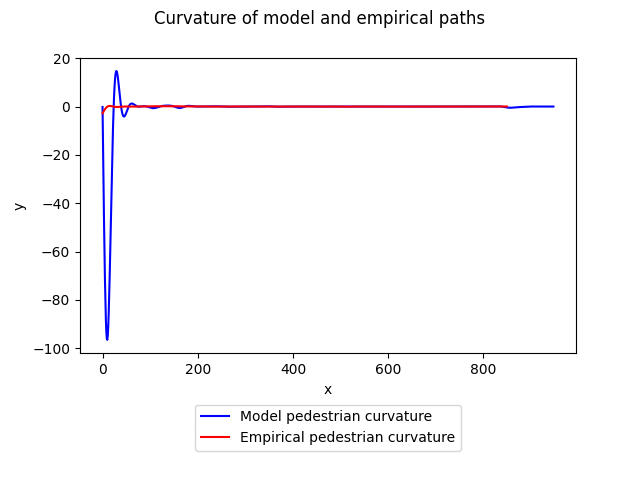 Curvature of model and empirical paths
20
0
−20
−40
−60
−80
−100
y
0 200 400 600 800
x
Model pedestrian curvature
Empirical pedestrian curvature